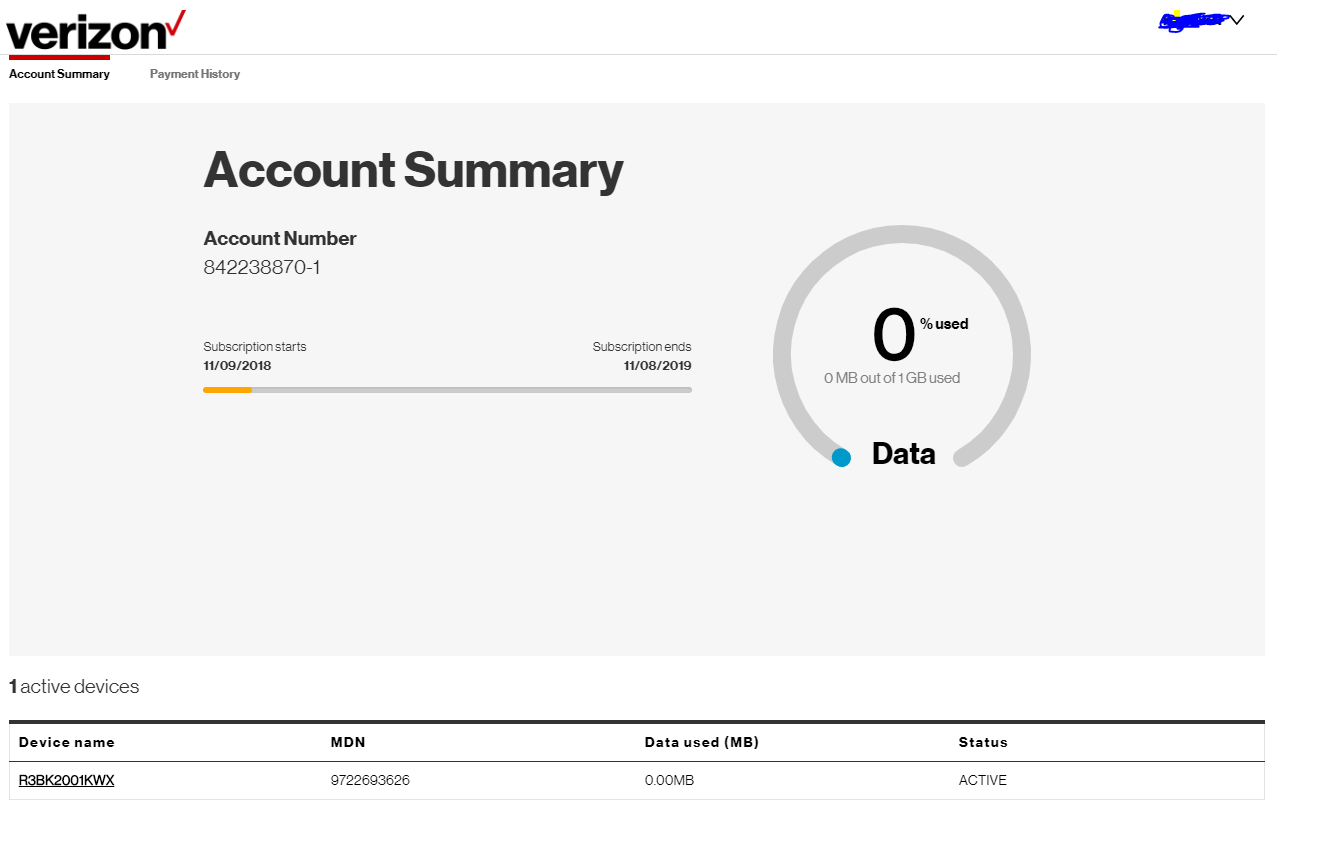 verizon
Account Summary Payment History
Account Summary
Account Number
842238870-1
Subscription starts Subscription ends
11/09/2018 11/08/2019
0 % used
0 MB out of 1 GB used
Data
1 active devices
Device name MDN Data used (MB) Status
R3BK2001KWX 9722693626 0.00MB ACTIVE